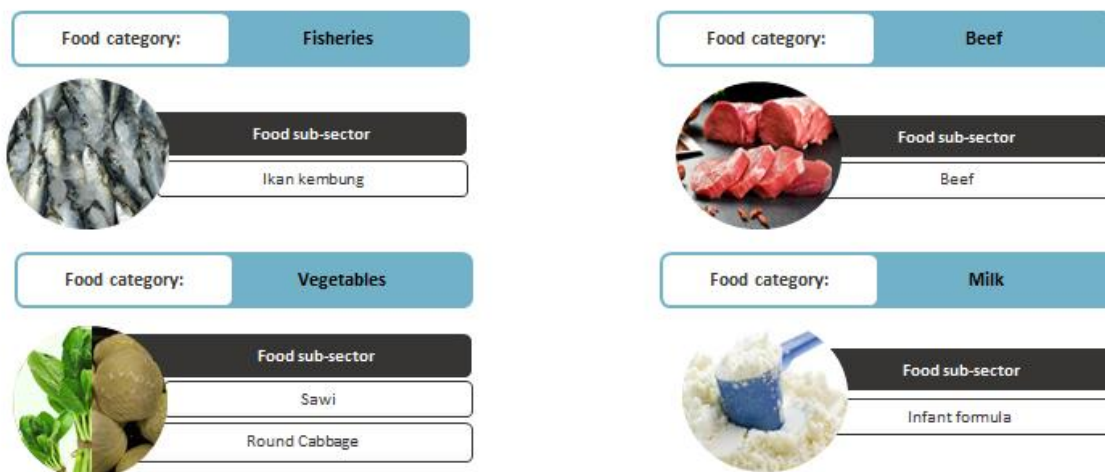 Food category: Fisheries
Food sub-sector
Ikan kembung
Food category: Beef
Food sub-sector
Beef
Food category: Vegetables
Food sub-sector
Sawi
Round Cabbage
Food category: Milk
Food sub-sector
Infant formula